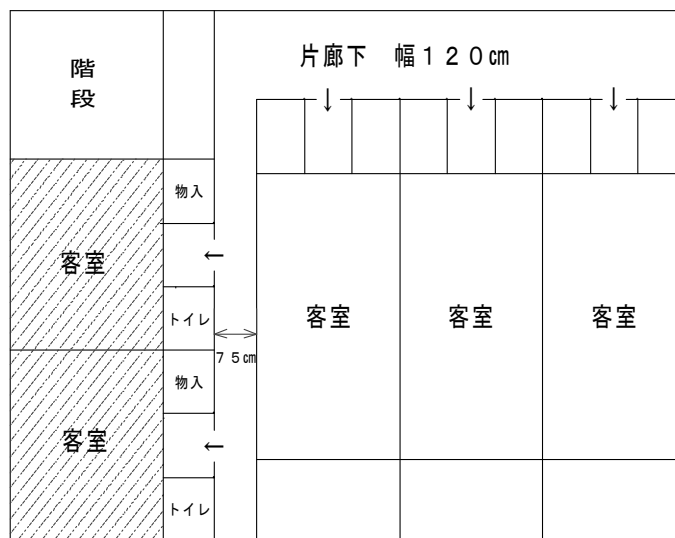 片廊下 幅１２０㎝
階
段
↓ ↓ ↓
物入
客室
←
トイレ
客室 客室 客室
７５㎝
物入
客室
←
トイレ